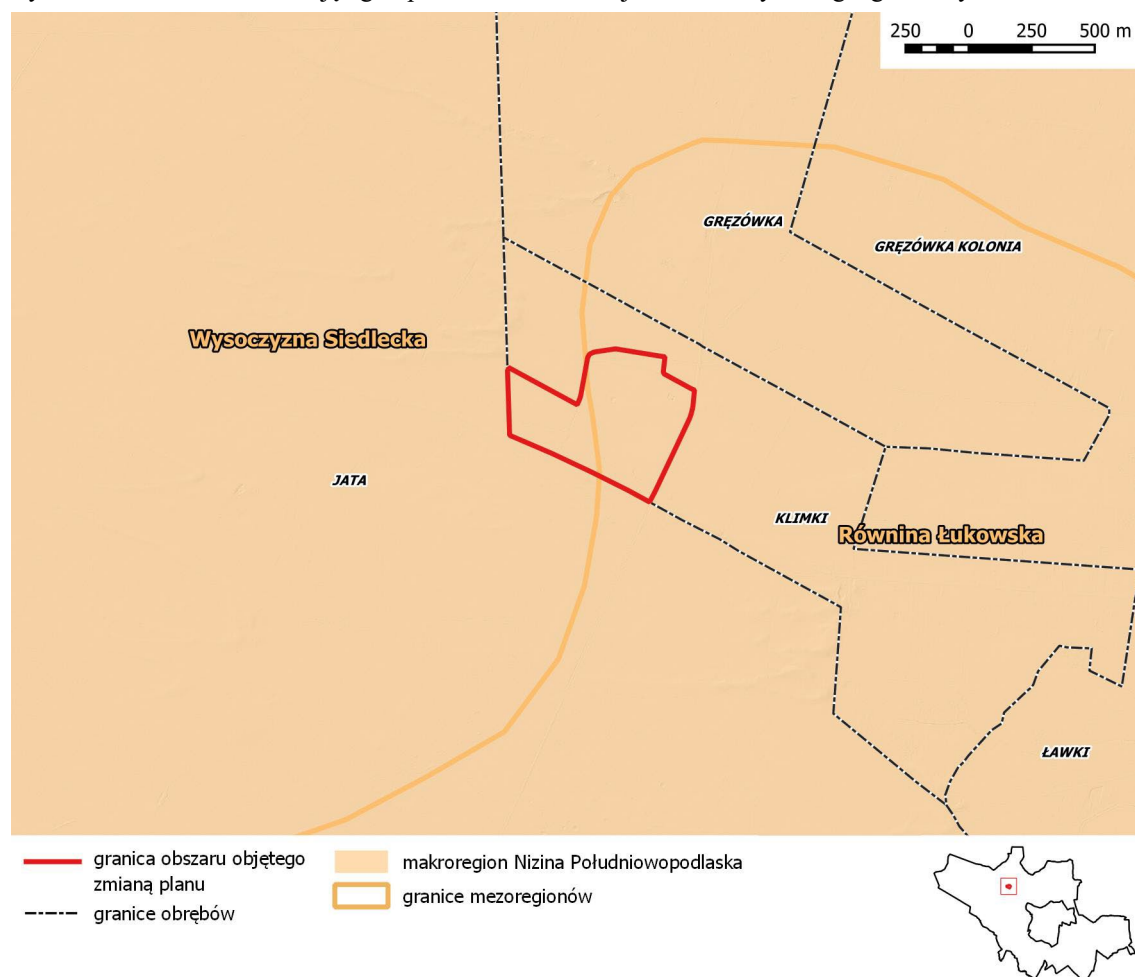 250 0 250 500 m
GRĘZÓWKA
GRĘZÓWKA KOLONIA
Wysoczyzna Siedlecka
JATA
KLIMKI
Równina Łukowska
ŁAWKI
granica obszaru objętego
zmianą planu
granice obrębów
makroregion Nizina Południowopodlaska
granice mezoregionów